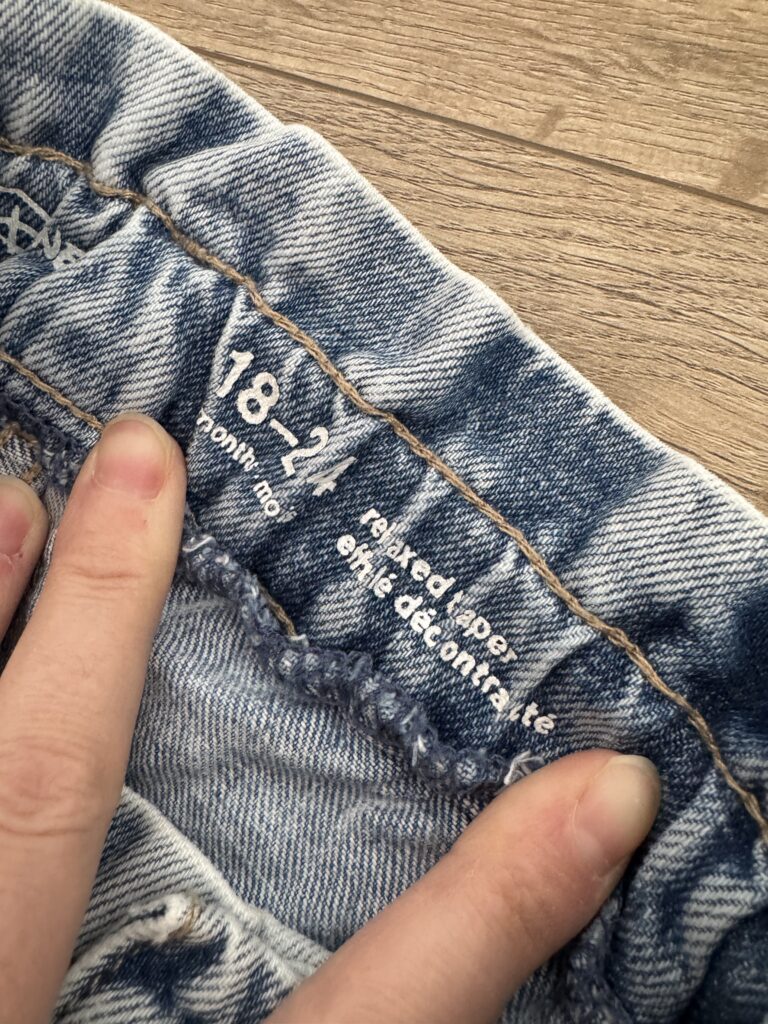 18–24
month mois
relaxed taper
effilé décontracté